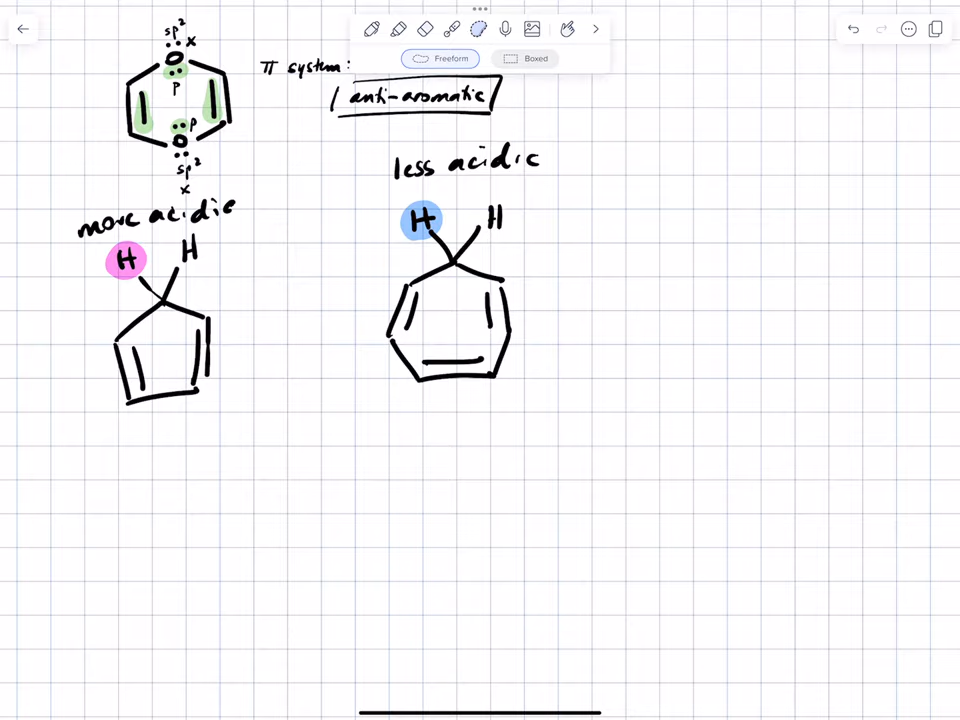 sp²
x
O
p
π system:
anti-aromatic
p
O
sp²
x
less acidic
more acidic
H H
H H
Freeform
Boxed